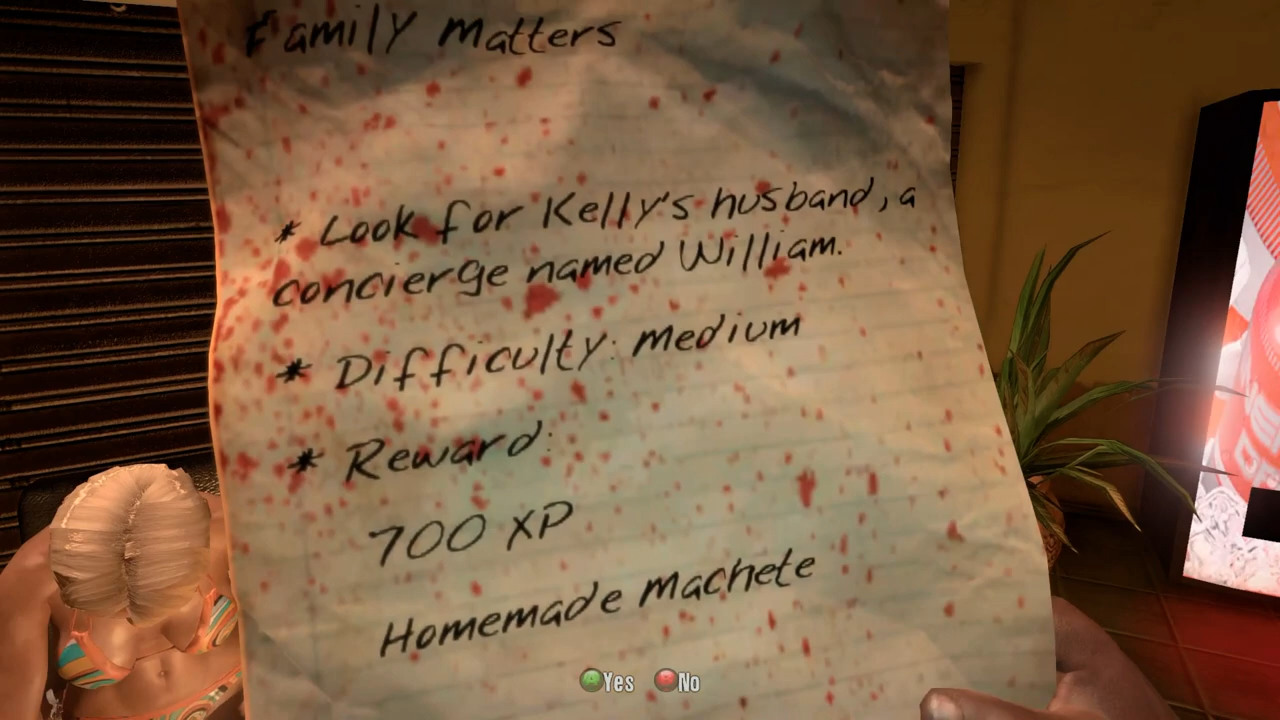 Family Matters
* Look for Kelly's husband, a
concierge named William.
* Difficulty: medium
* Reward:
700 XP
Homemade Machete
A Yes B No